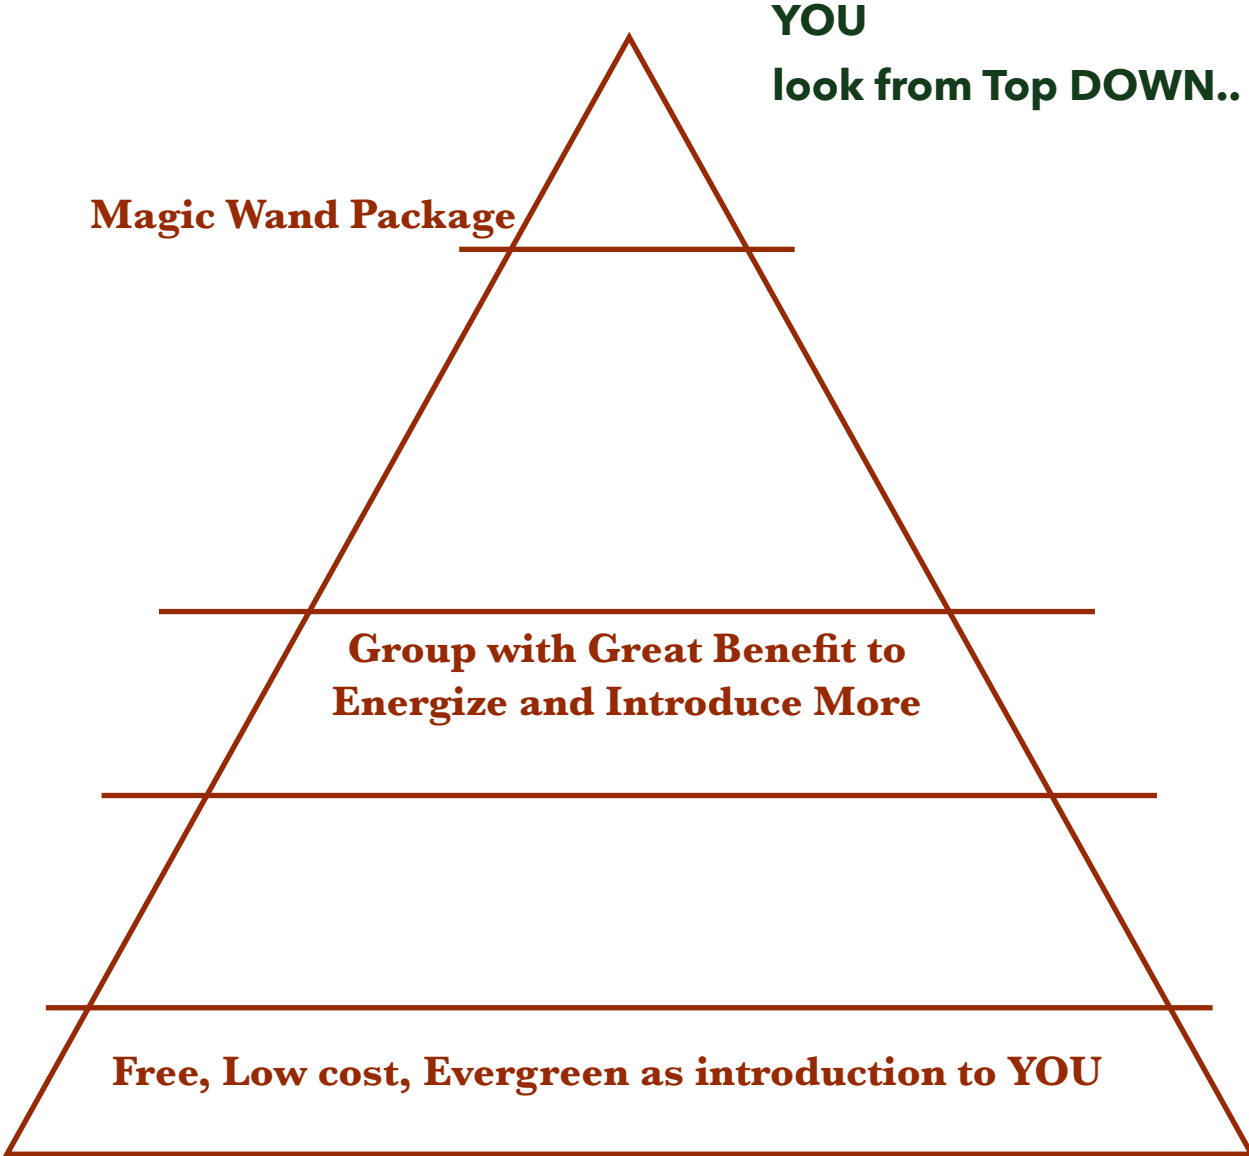 YOU
look from Top DOWN..
Magic Wand Package
Group with Great Benefit to
Energize and Introduce More
Free, Low cost, Evergreen as introduction to YOU